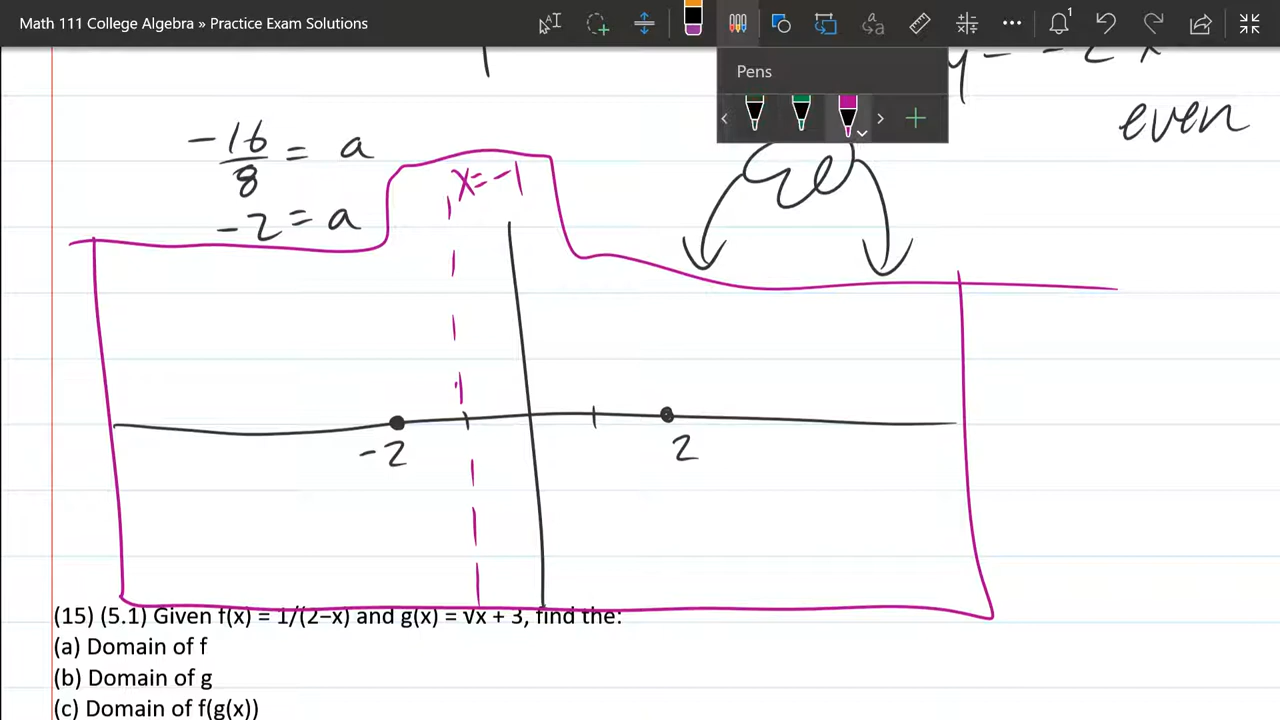 Math 111 College Algebra » Practice Exam Solutions
Pens
even
-16/8 = a
-2 = a
x = -1
-2
2
(15) (5.1) Given f(x) = 1/(2−x) and g(x) = √x + 3, find the:
(a) Domain of f
(b) Domain of g
(c) Domain of f(g(x))